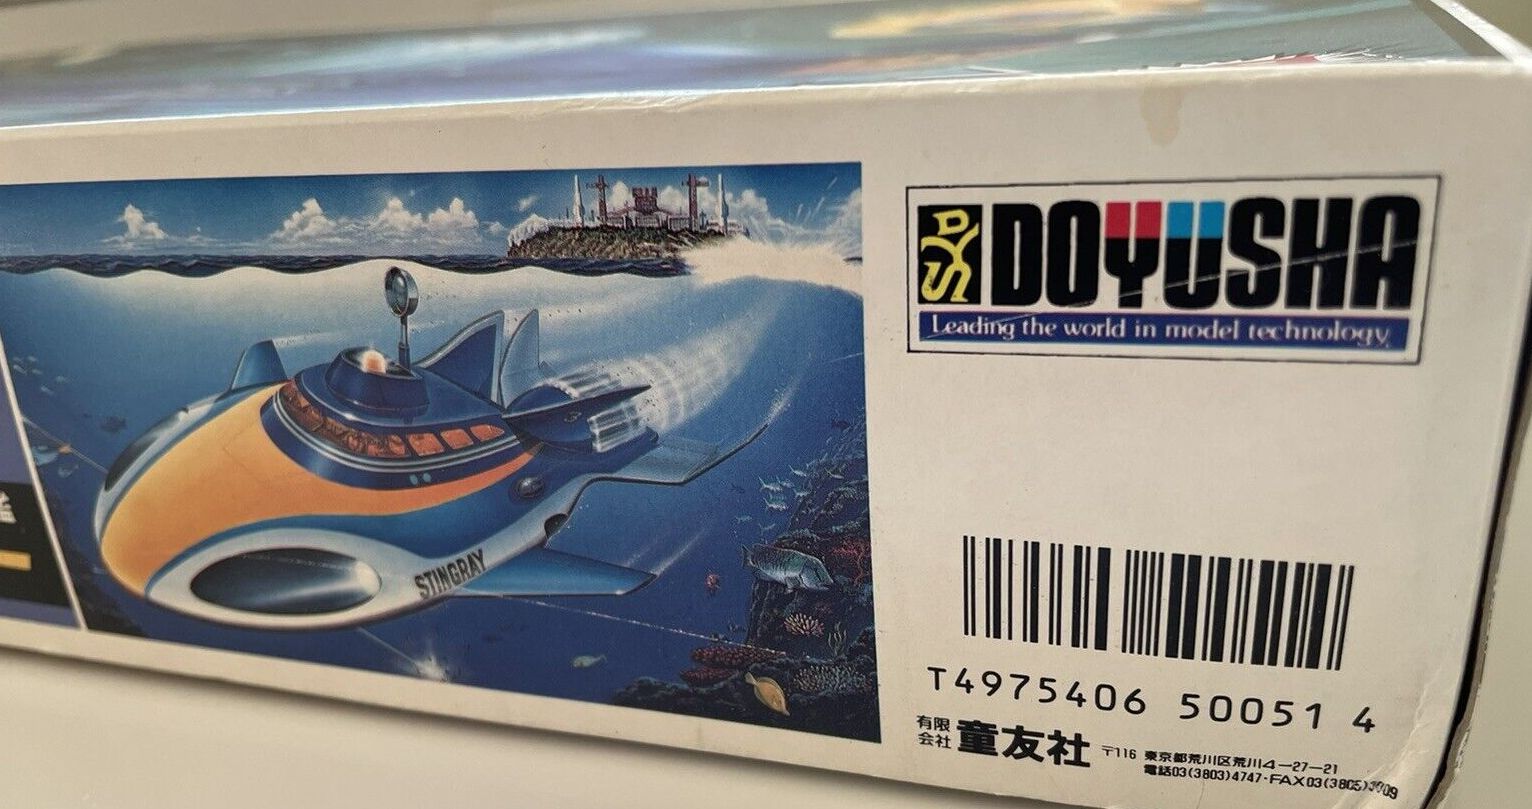 DYS DOYUSHA
Leading the world in model technology.
STINGRAY
3
T4975406 50051 4
有限会社 童友社 〒116 東京都荒川区荒川4-27-21
電話03(3803)4747・FAX03(3805)